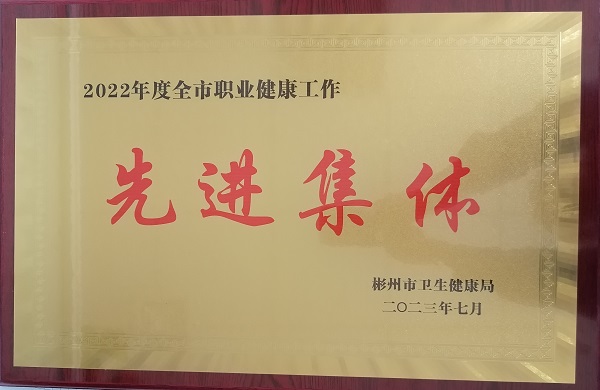 2022年度全市职业健康工作
先进集体
彬州市卫生健康局
二〇二三年七月